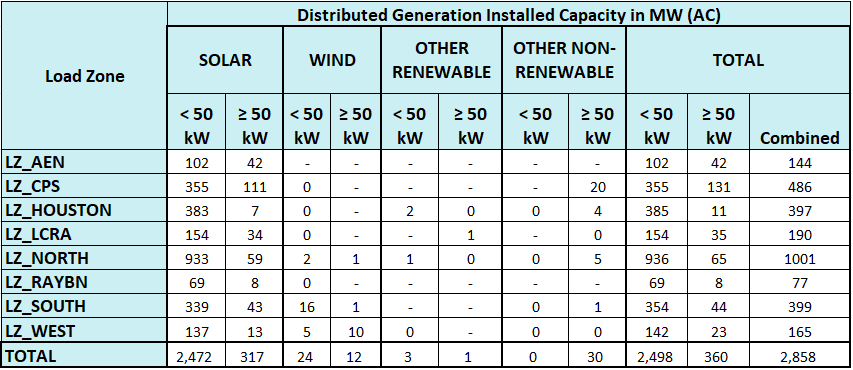 Distributed Generation Installed Capacity in MW (AC)
Load Zone SOLAR WIND OTHER RENEWABLE OTHER NON-RENEWABLE TOTAL
< 50 kW ≥ 50 kW < 50 kW ≥ 50 kW < 50 kW ≥ 50 kW < 50 kW ≥ 50 kW < 50 kW ≥ 50 kW Combined
LZ_AEN 102 42 - - - - - - 102 42 144
LZ_CPS 355 111 0 - - - - 20 355 131 486
LZ_HOUSTON 383 7 0 - 2 0 0 4 385 11 397
LZ_LCRA 154 34 0 - - 1 - 0 154 35 190
LZ_NORTH 933 59 2 1 1 0 0 5 936 65 1001
LZ_RAYBN 69 8 0 - - - - - 69 8 77
LZ_SOUTH 339 43 16 1 - - 0 1 354 44 399
LZ_WEST 137 13 5 10 0 - 0 0 142 23 165
TOTAL 2,472 317 24 12 3 1 0 30 2,498 360 2,858